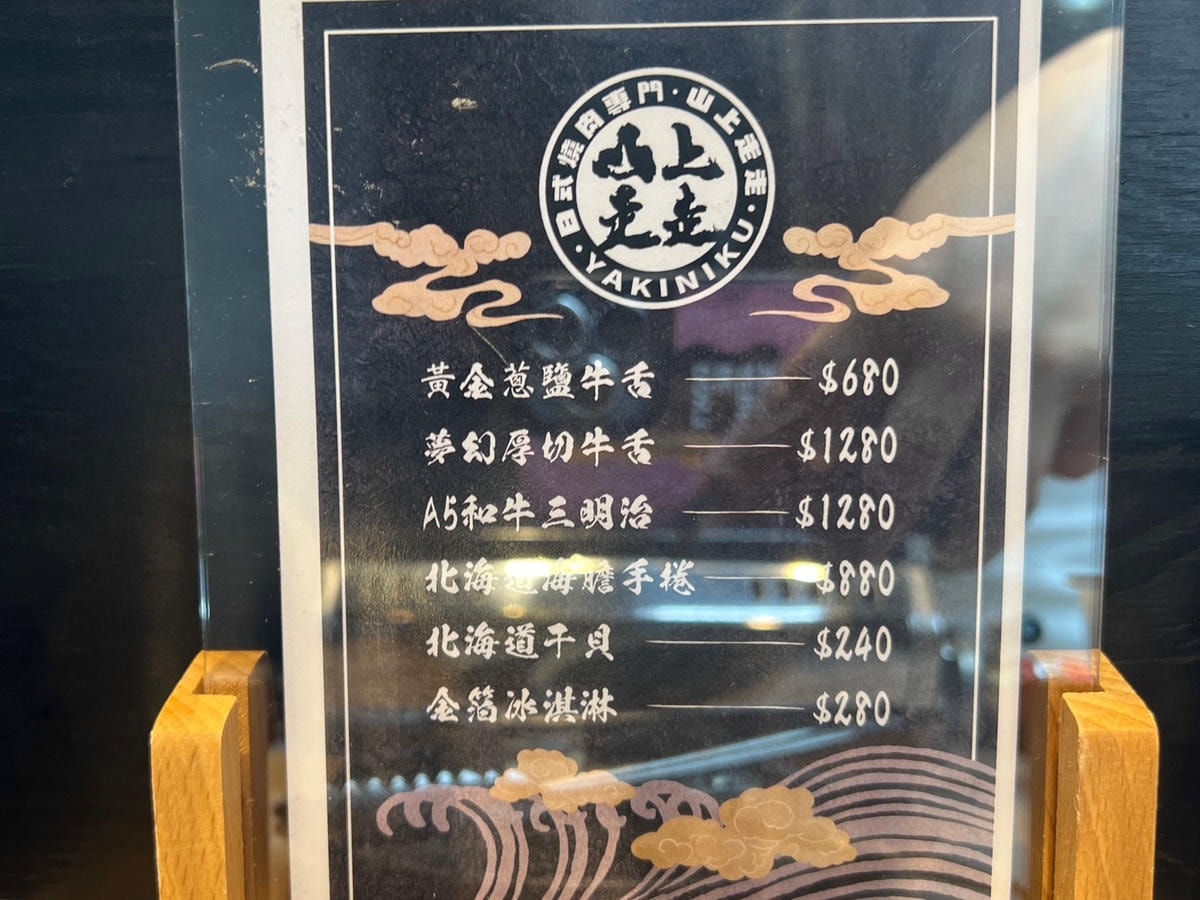 日式燒肉專門·山上走走·YAKINIKU
山上走走
黃金蔥鹽牛舌 $680
夢幻厚切牛舌 $1280
A5和牛三明治 $1280
北海道海膽手捲 $880
北海道干貝 $240
金箔冰淇淋 $280